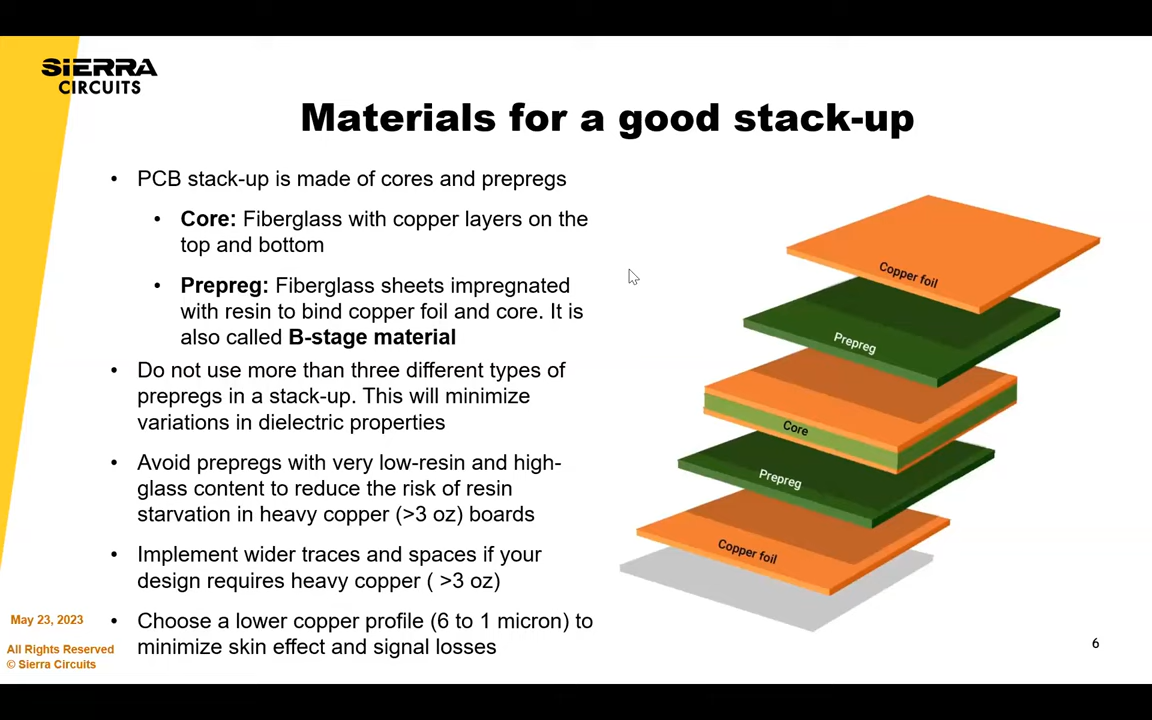 SIERRA
CIRCUITS
Materials for a good stack-up
• PCB stack-up is made of cores and prepregs
• Core: Fiberglass with copper layers on the
top and bottom
• Prepreg: Fiberglass sheets impregnated
with resin to bind copper foil and core. It is
also called B-stage material
• Do not use more than three different types of
prepregs in a stack-up. This will minimize
variations in dielectric properties
• Avoid prepregs with very low-resin and high-
glass content to reduce the risk of resin
starvation in heavy copper (>3 oz) boards
• Implement wider traces and spaces if your
design requires heavy copper ( >3 oz)
• Choose a lower copper profile (6 to 1 micron) to
minimize skin effect and signal losses
Copper foil
Prepreg
Core
Prepreg
Copper foil
May 23, 2023
All Rights Reserved
© Sierra Circuits
6